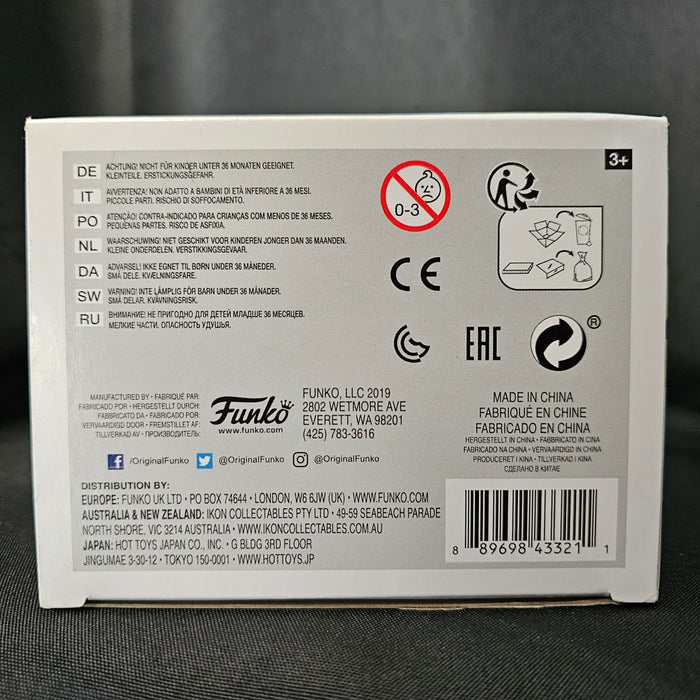 3+
DE ACHTUNG! NICHT FÜR KINDER UNTER 36 MONATEN GEEIGNET.
KLEINTEILE. ERSTICKUNGSGEFAHR.
IT AVVERTENZA! NON ADATTO A BAMBINI DI ETÀ INFERIORE A 36 MESI.
PICCOLE PARTI. RISCHIO DI SOFFOCAMENTO.
PO ATENÇÃO! CONTRA-INDICADO PARA CRIANÇAS COM MENOS DE 36 MESES.
PEQUENAS PARTES. RISCO DE ASFIXIA.
NL WAARSCHUWING! NIET GESCHIKT VOOR KINDEREN JONGER DAN 36 MAANDEN.
KLEINE ONDERDELEN. VERSTIKKINGSGEVAAR.
DA ADVARSEL! IKKE EGNET TIL BØRN UNDER 36 MÅNEDER.
SMÅ DELE. KVÆLNINGSFARE.
SW VARNING! INTE LÄMPLIG FÖR BARN UNDER 36 MÅNADER.
SMÅ DELAR. KVÄVNINGSRISK.
RU ВНИМАНИЕ! НЕ ПРИГОДНО ДЛЯ ДЕТЕЙ МЛАДШЕ 36 МЕСЯЦЕВ.
МЕЛКИЕ ЧАСТИ. ОПАСНОСТЬ УДУШЬЯ.
0-3
CE
EAC
®
MANUFACTURED BY • FABRIQUÉ PAR:
FABRICADO POR • HERGESTELLT DURCH:
FABBRICATO DA • FABRICADO POR:
VERVAARDIGD DOOR • FREMSTILLET AF:
TILLVERKAD AV • ПРОИЗВОДИТЕЛЬ:
Funko
www.funko.com
FUNKO, LLC 2019
2802 WETMORE AVE
EVERETT, WA 98201
(425) 783-3616
MADE IN CHINA
FABRIQUÉ EN CHINE
FABRICADO EN CHINA
HERGESTELLT IN CHINA • FABBRICATO IN CINA
FABRICADO NA CHINA • VERVAARDIGD IN CHINA
PRODUCERET I KINA • TILLVERKAD I KINA
СДЕЛАНО В КИТАЕ
/OriginalFunko @OriginalFunko @OriginalFunko
DISTRIBUTION BY:
EUROPE: FUNKO UK LTD • PO BOX 74644 • LONDON, W6 6JW (UK) • WWW.FUNKO.COM
AUSTRALIA & NEW ZEALAND: IKON COLLECTABLES PTY LTD • 49-59 SEABEACH PARADE
NORTH SHORE, VIC 3214 AUSTRALIA • WWW.IKONCOLLECTABLES.COM.AU
JAPAN: HOT TOYS JAPAN CO., INC. • G BLDG 3RD FLOOR
JINGUMAE 3-30-12 • TOKYO 150-0001 • WWW.HOTTOYS.JP
8 89698 43321 1